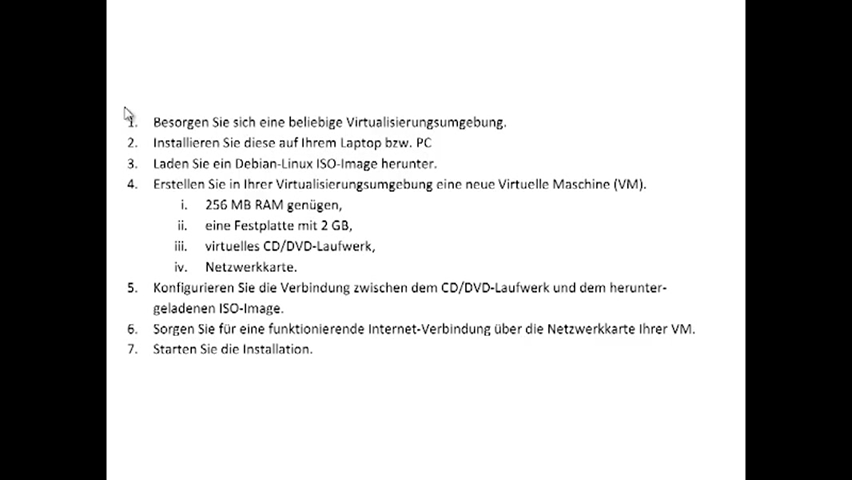 1. Besorgen Sie sich eine beliebige Virtualisierungsumgebung.
2. Installieren Sie diese auf Ihrem Laptop bzw. PC
3. Laden Sie ein Debian-Linux ISO-Image herunter.
4. Erstellen Sie in Ihrer Virtualisierungsumgebung eine neue Virtuelle Maschine (VM).
i. 256 MB RAM genügen,
ii. eine Festplatte mit 2 GB,
iii. virtuelles CD/DVD-Laufwerk,
iv. Netzwerkkarte.
5. Konfigurieren Sie die Verbindung zwischen dem CD/DVD-Laufwerk und dem herunter-
geladenen ISO-Image.
6. Sorgen Sie für eine funktionierende Internet-Verbindung über die Netzwerkkarte Ihrer VM.
7. Starten Sie die Installation.